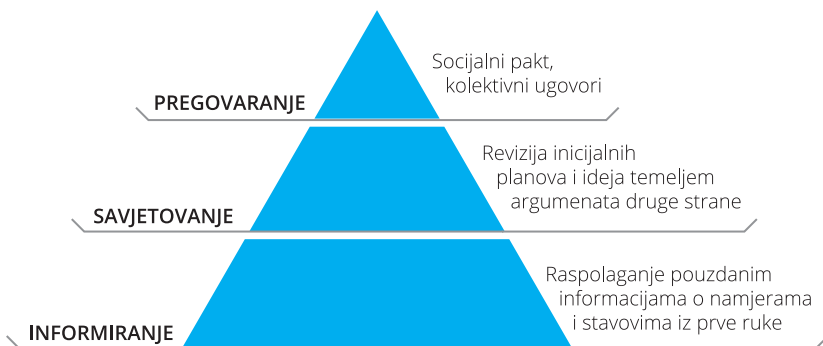 Socijalni pakt,
kolektivni ugovori
PREGOVARANJE
Revizija inicijalnih
planova i ideja temeljem
argumenata druge strane
SAVJETOVANJE
Raspolaganje pouzdanim
informacijama o namjerama
i stavovima iz prve ruke
INFORMIRANJE